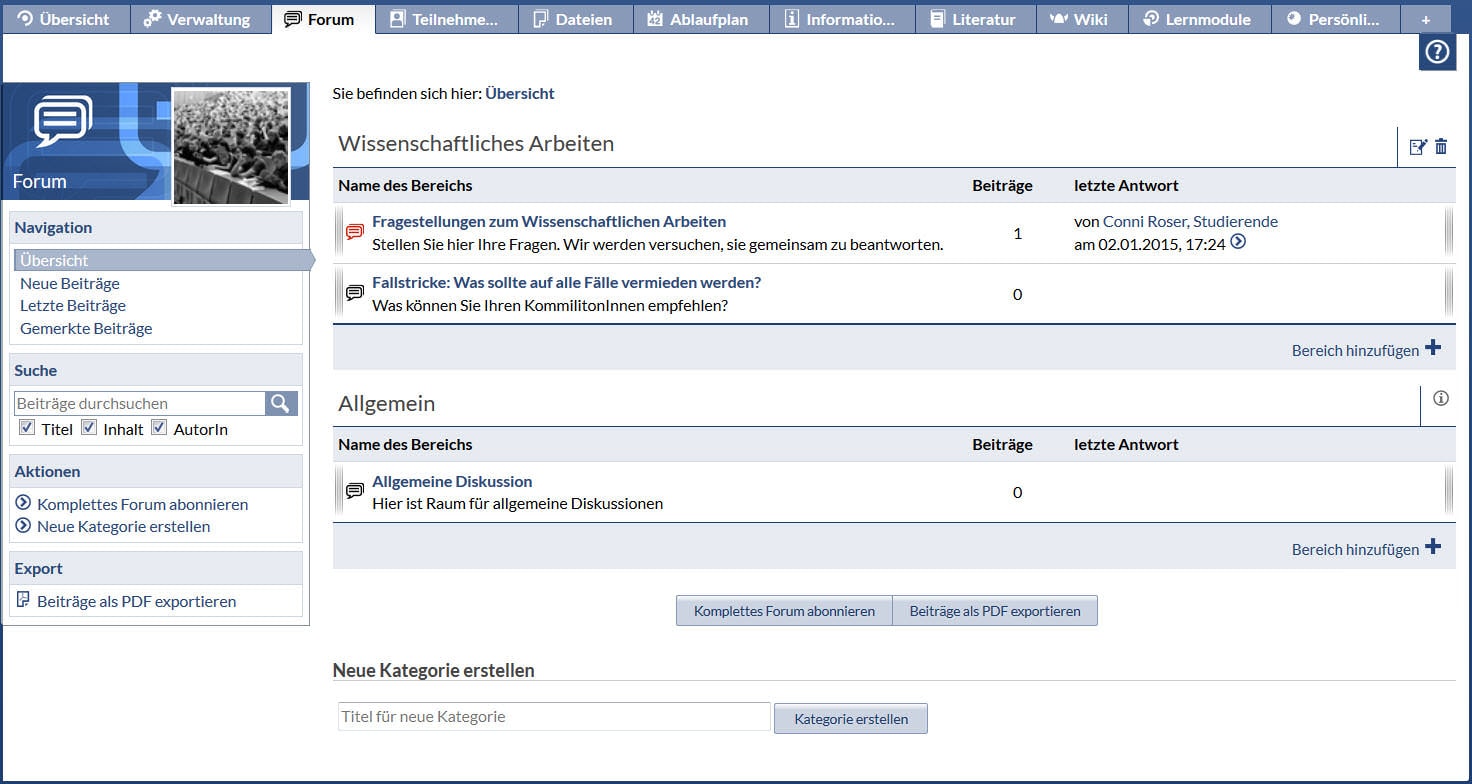 Übersicht Verwaltung Forum Teilnehme... Dateien Ablaufplan Informatio... Literatur Wiki Lernmodule Persönli... +
Forum
Navigation
Übersicht
Neue Beiträge
Letzte Beiträge
Gemerkte Beiträge
Suche
Beiträge durchsuchen
Titel Inhalt AutorIn
Aktionen
Komplettes Forum abonnieren
Neue Kategorie erstellen
Export
Beiträge als PDF exportieren
Sie befinden sich hier: Übersicht
Wissenschaftliches Arbeiten
Name des Bereichs Beiträge letzte Antwort
Fragestellungen zum Wissenschaftlichen Arbeiten
Stellen Sie hier Ihre Fragen. Wir werden versuchen, sie gemeinsam zu beantworten.
1
von Conni Roser, Studierende
am 02.01.2015, 17:24
Fallstricke: Was sollte auf alle Fälle vermieden werden?
Was können Sie Ihren KommilitonInnen empfehlen?
0
Bereich hinzufügen
Allgemein
Name des Bereichs Beiträge letzte Antwort
Allgemeine Diskussion
Hier ist Raum für allgemeine Diskussionen
0
Bereich hinzufügen
Komplettes Forum abonnieren Beiträge als PDF exportieren
Neue Kategorie erstellen
Titel für neue Kategorie Kategorie erstellen